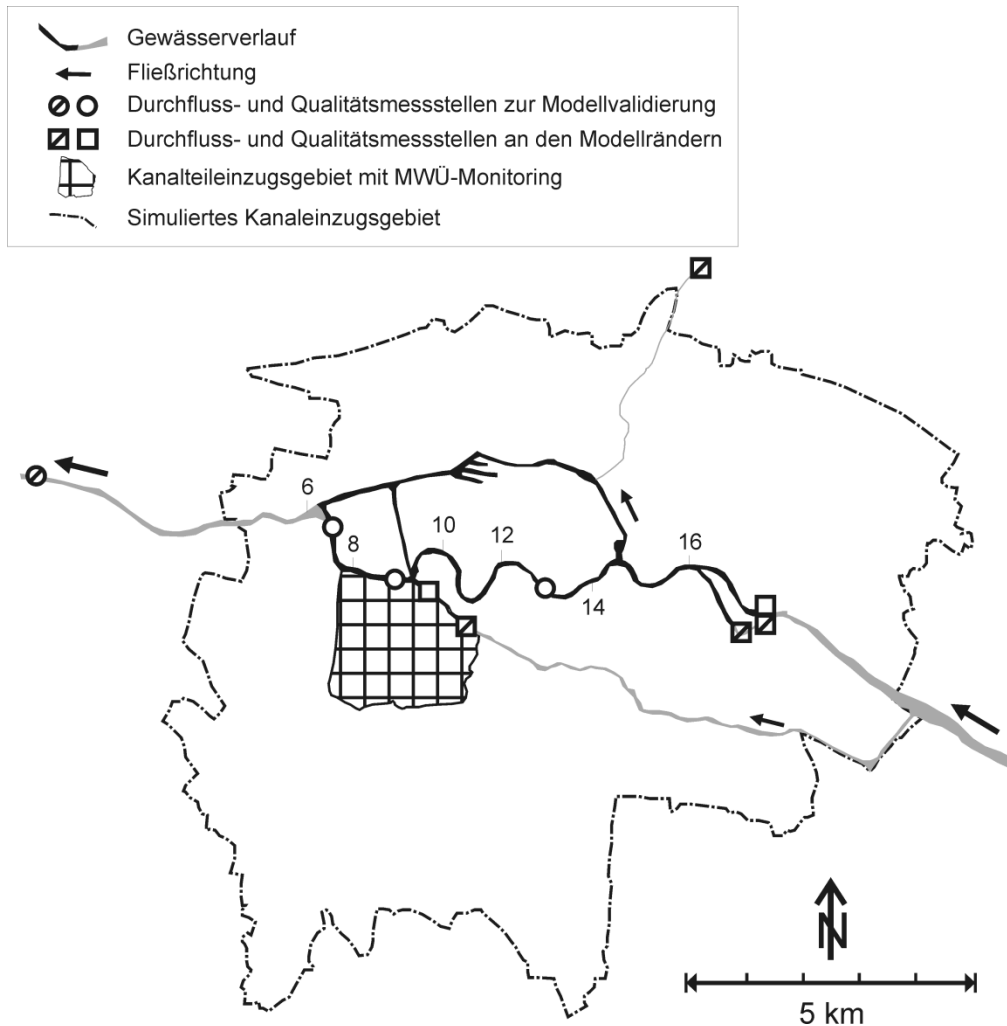 Gewässerverlauf
Fließrichtung
Durchfluss- und Qualitätsmessstellen zur Modellvalidierung
Durchfluss- und Qualitätsmessstellen an den Modellrändern
Kanalteileinzugsgebiet mit MWÜ-Monitoring
Simuliertes Kanaleinzugsgebiet
6
8
10
12
14
16
N
5 km